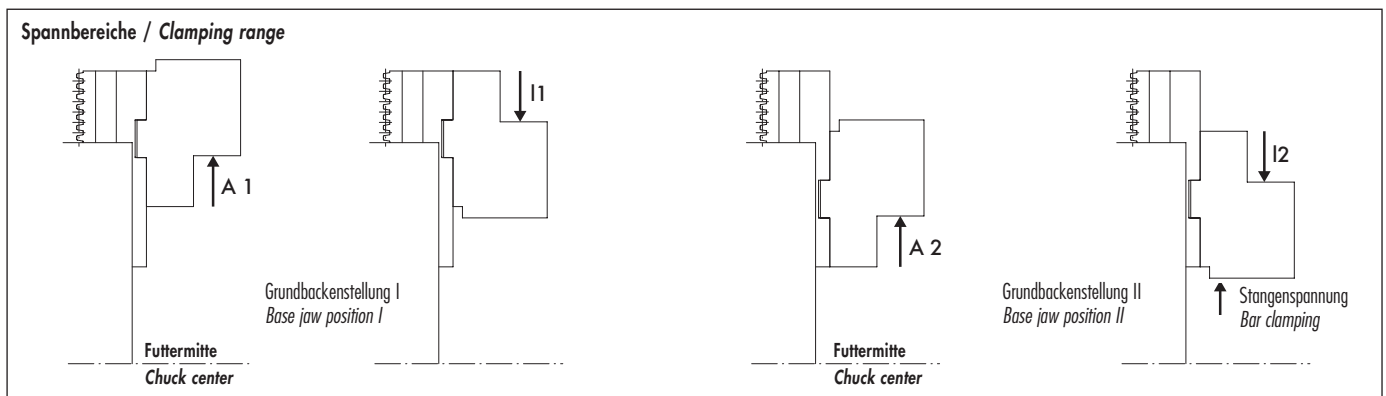 Spannbereiche / Clamping range
A 1
I1
Grundbackenstellung I
Base jaw position I
Futtermitte
Chuck center
A 2
I2
Grundbackenstellung II
Base jaw position II
Stangenspannung
Bar clamping
Futtermitte
Chuck center